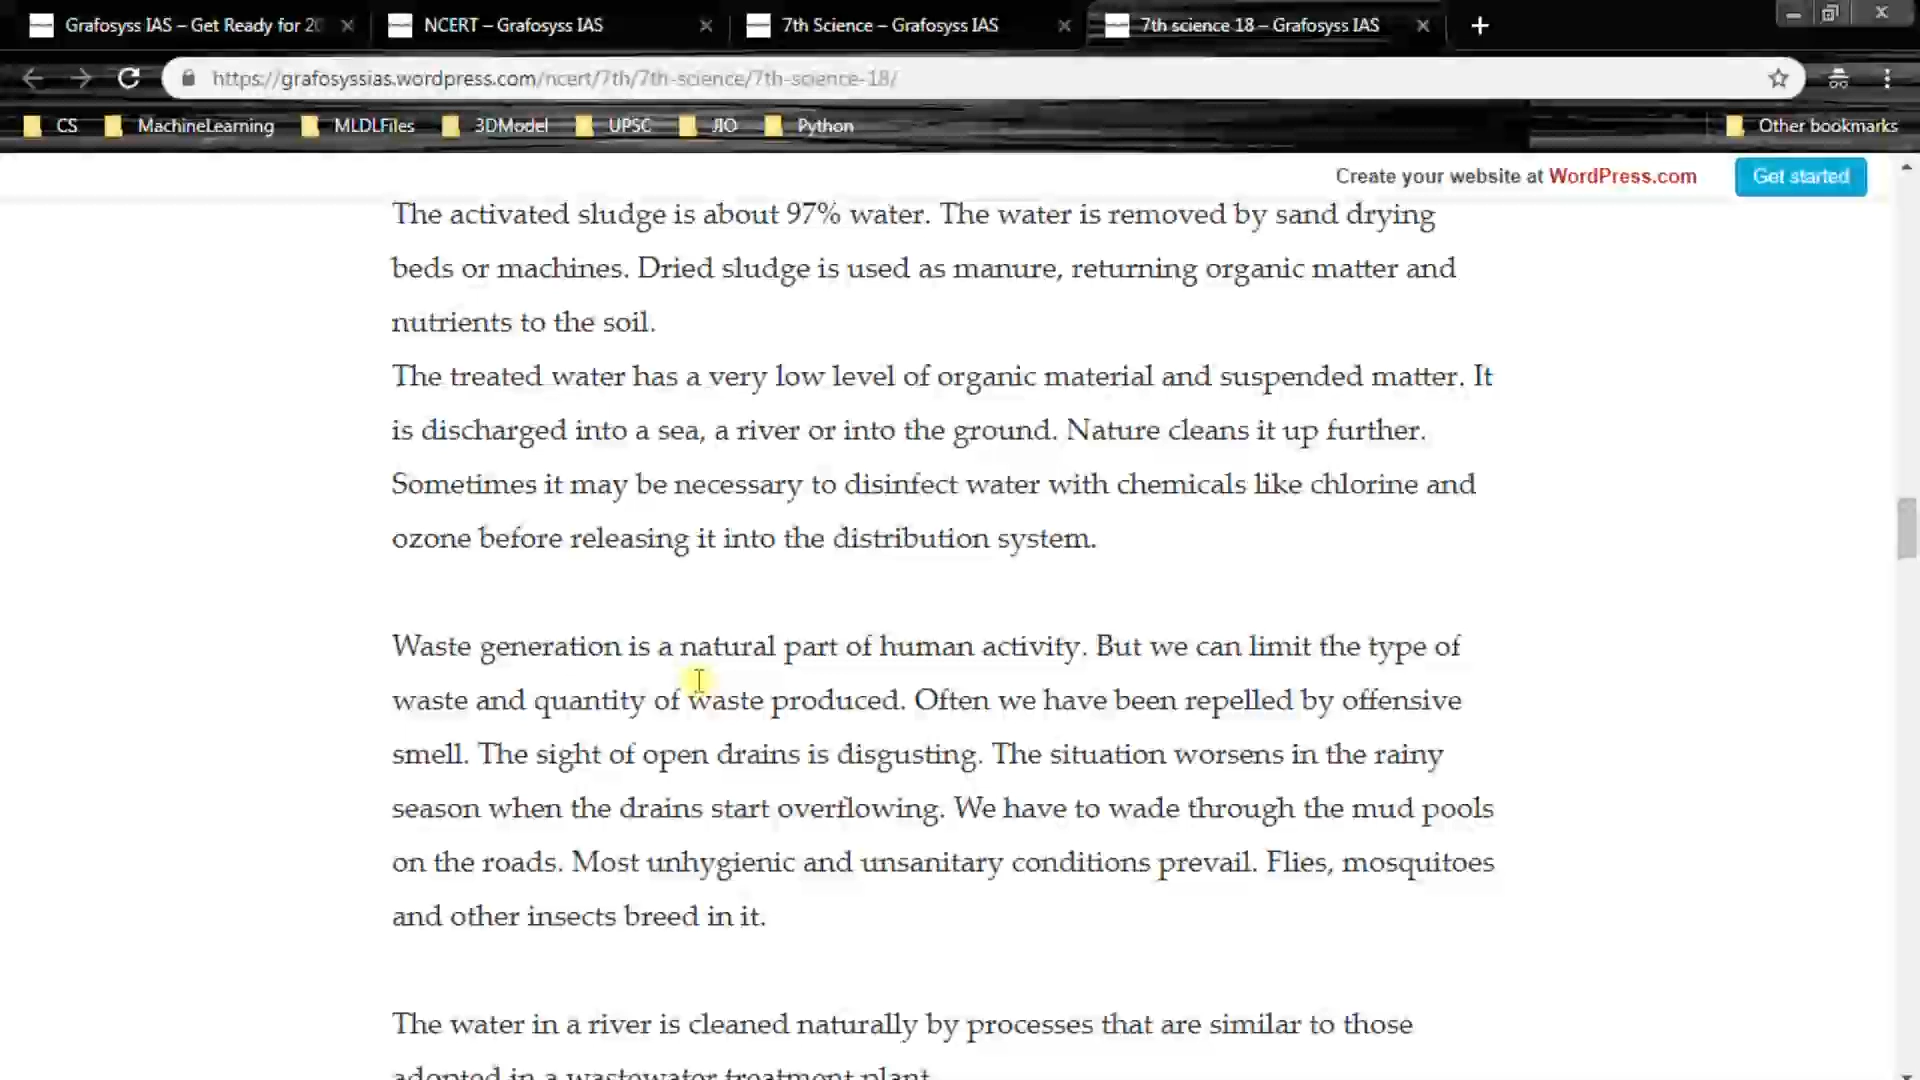 Grafosyss IAS – Get Ready for 20
NCERT – Grafosyss IAS
7th Science – Grafosyss IAS
7th science 18 – Grafosyss IAS
https://grafosyssias.wordpress.com/ncert/7th/7th-science/7th-science-18/
CS
MachineLearning
MLDLFiles
3DModel
UPSC
JIO
Python
Other bookmarks
Create your website at WordPress.com
Get started
The activated sludge is about 97% water. The water is removed by sand drying
beds or machines. Dried sludge is used as manure, returning organic matter and
nutrients to the soil.
The treated water has a very low level of organic material and suspended matter. It
is discharged into a sea, a river or into the ground. Nature cleans it up further.
Sometimes it may be necessary to disinfect water with chemicals like chlorine and
ozone before releasing it into the distribution system.
Waste generation is a natural part of human activity. But we can limit the type of
waste and quantity of waste produced. Often we have been repelled by offensive
smell. The sight of open drains is disgusting. The situation worsens in the rainy
season when the drains start overflowing. We have to wade through the mud pools
on the roads. Most unhygienic and unsanitary conditions prevail. Flies, mosquitoes
and other insects breed in it.
The water in a river is cleaned naturally by processes that are similar to those
adopted in a wastewater treatment plant.